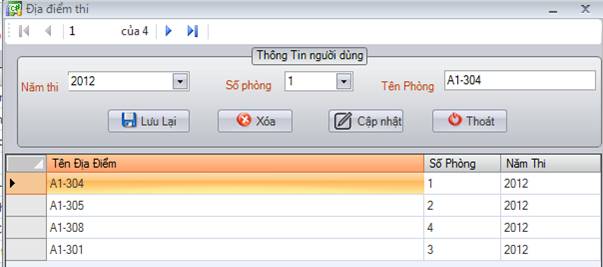 Địa điểm thi
1 của 4
Thông Tin người dùng
Năm thi 2012 Số phòng 1 Tên Phòng A1-304
Lưu Lại Xóa Cập nhật Thoát
Tên Địa Điểm Số Phòng Năm Thi
A1-304 1 2012
A1-305 2 2012
A1-308 4 2012
A1-301 3 2012